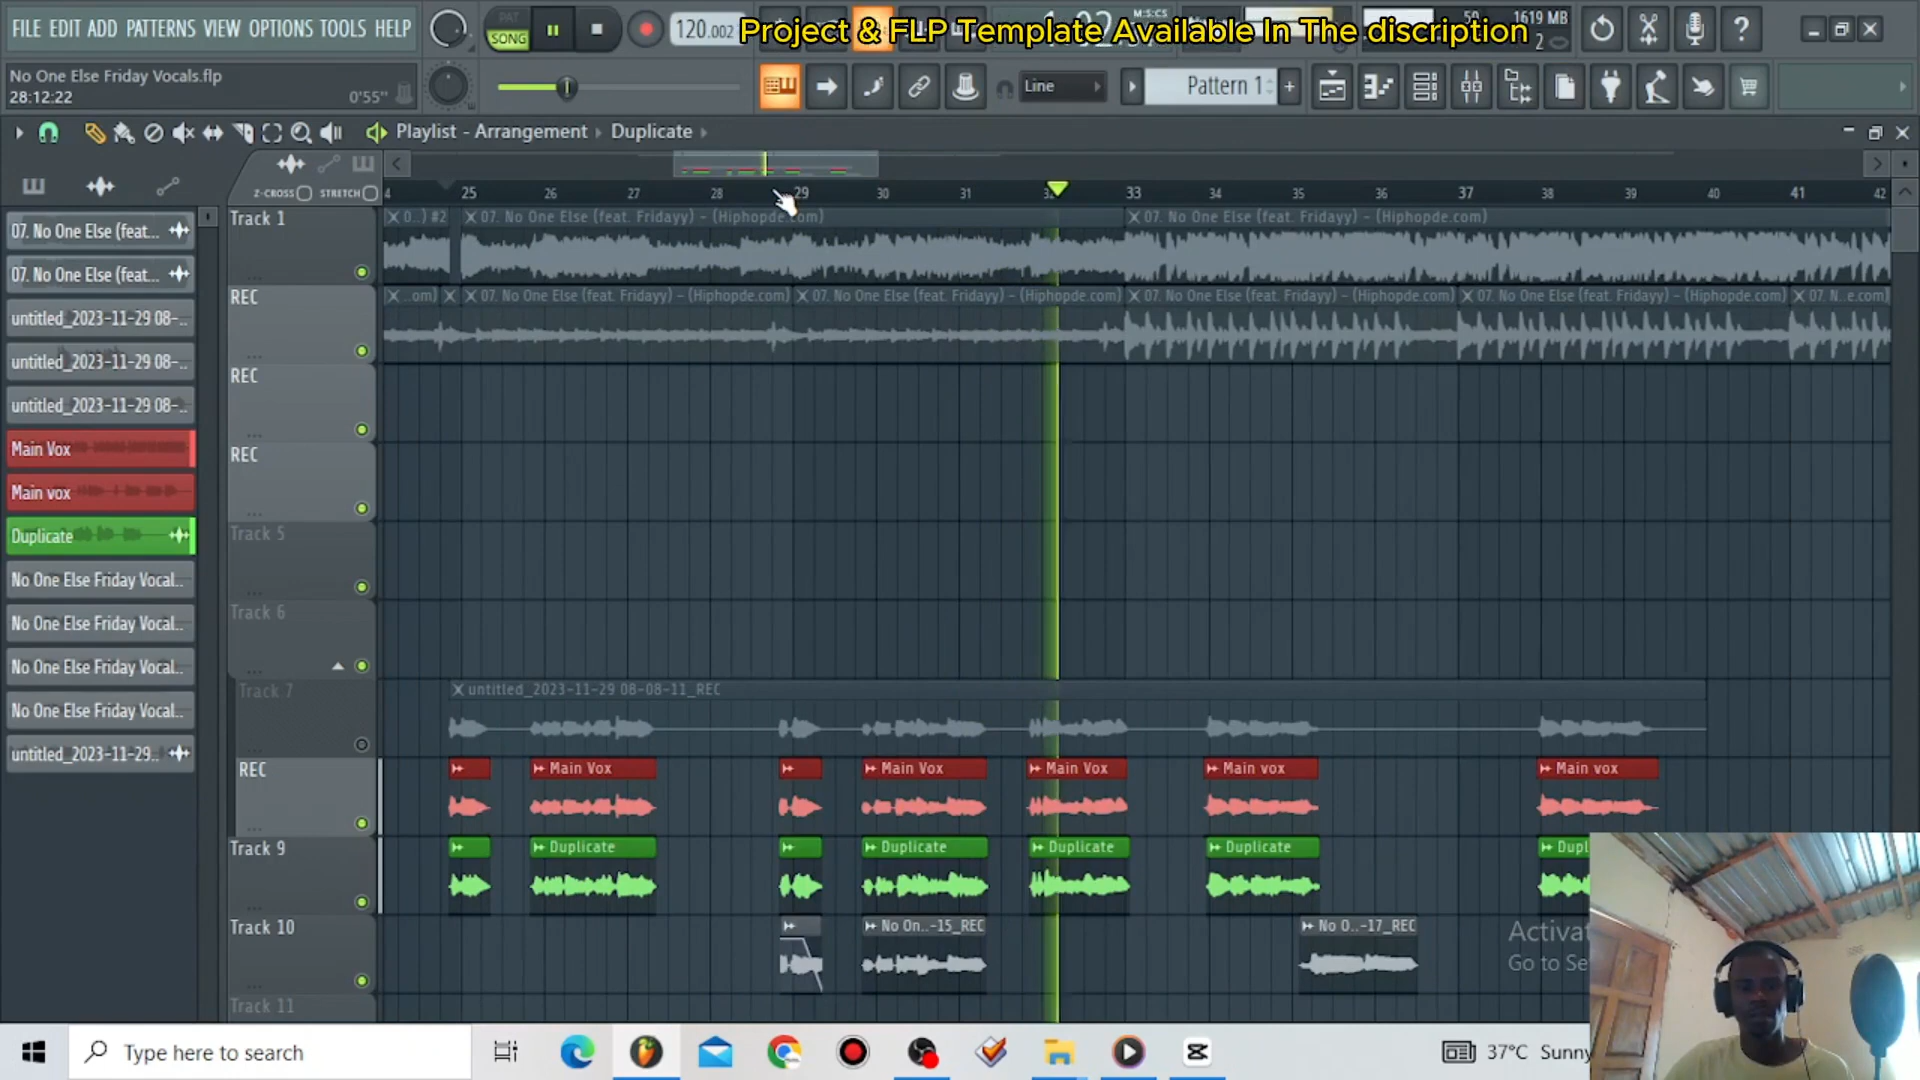 FILE EDIT ADD PATTERNS VIEW OPTIONS TOOLS HELP
PAT
SONG
120.002
M:S:CS
1619 MB
2
Project & FLP Template Available In The discription
No One Else Friday Vocals.flp
28:12:22
0'55"
Line
Pattern 1
Playlist - Arrangement
Duplicate
Z-CROSS
STRETCH
4 25 26 27 28 29 30 31 33 34 35 36 37 38 39 40 41 42
07. No One Else (feat...
07. No One Else (feat...
untitled_2023-11-29 08-..
untitled_2023-11-29 08-..
untitled_2023-11-29 08-..
Main Vox
Main vox
Duplicate
No One Else Friday Vocal..
No One Else Friday Vocal..
No One Else Friday Vocal..
No One Else Friday Vocal..
untitled_2023-11-29..
Track 1
0..) #2
07. No One Else (feat. Fridayy) - (Hiphopde.com)
07. No One Else (feat. Fridayy) - (Hiphopde.com)
REC
..om)
07. No One Else (feat. Fridayy) - (Hiphopde.com)
07. No One Else (feat. Fridayy) - (Hiphopde.com)
07. No One Else (feat. Fridayy) - (Hiphopde.com)
07. No One Else (feat. Fridayy) - (Hiphopde.com)
07. N..e.com)
REC
REC
Track 5
Track 6
Track 7
untitled_2023-11-29 08-08-11_REC
REC
Main Vox
Main Vox
Main Vox
Main vox
Main vox
Track 9
Duplicate
Duplicate
Duplicate
Duplicate
Dupl
Track 10
No On..-15_REC
No O..-17_REC
Activa
Go to Se
Track 11
Type here to search
37°C Sunny